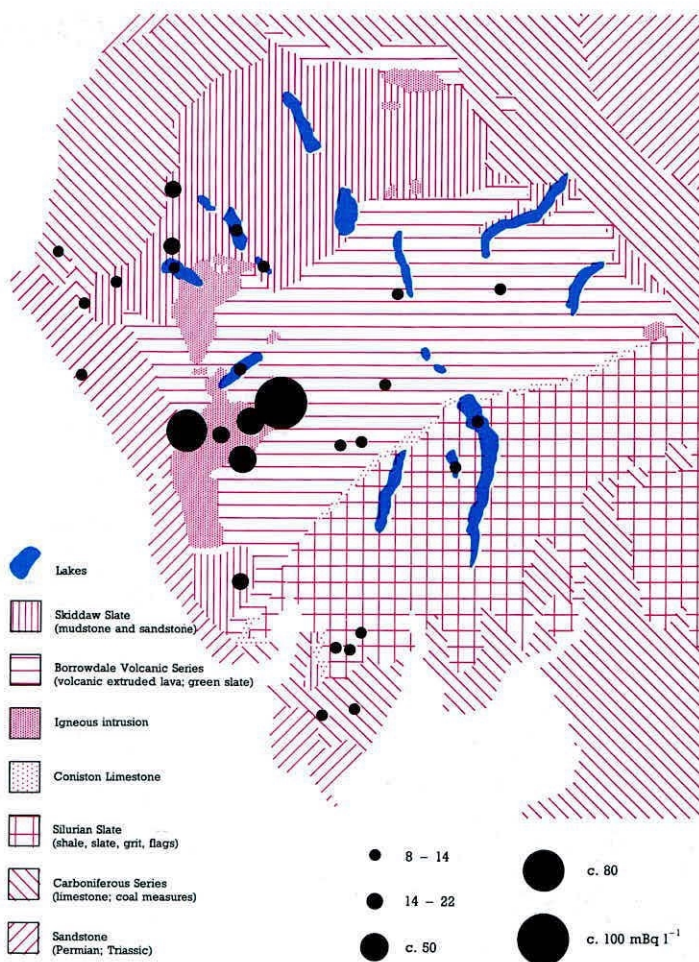 Lakes
Skiddaw Slate
(mudstone and sandstone)
Borrowdale Volcanic Series
(volcanic extruded lava; green slate)
Igneous intrusion
Coniston Limestone
Silurian Slate
(shale, slate, grit, flags)
Carboniferous Series
(limestone; coal measures)
Sandstone
(Permian; Triassic)
8 – 14
14 – 22
c. 50
c. 80
c. 100 mBq l⁻¹